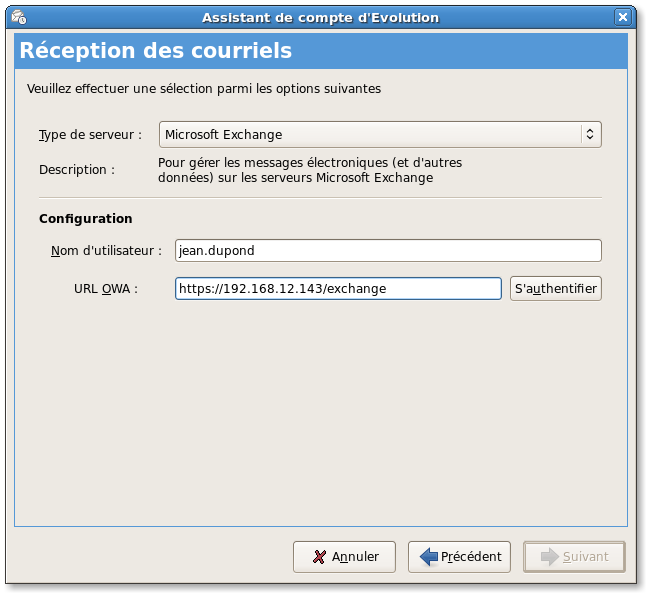 Assistant de compte d'Evolution
Réception des courriels
Veuillez effectuer une sélection parmi les options suivantes
Type de serveur : Microsoft Exchange
Description : Pour gérer les messages électroniques (et d'autres
données) sur les serveurs Microsoft Exchange
Configuration
Nom d'utilisateur : jean.dupond
URL OWA : https://192.168.12.143/exchange S'authentifier
Annuler Précédent Suivant